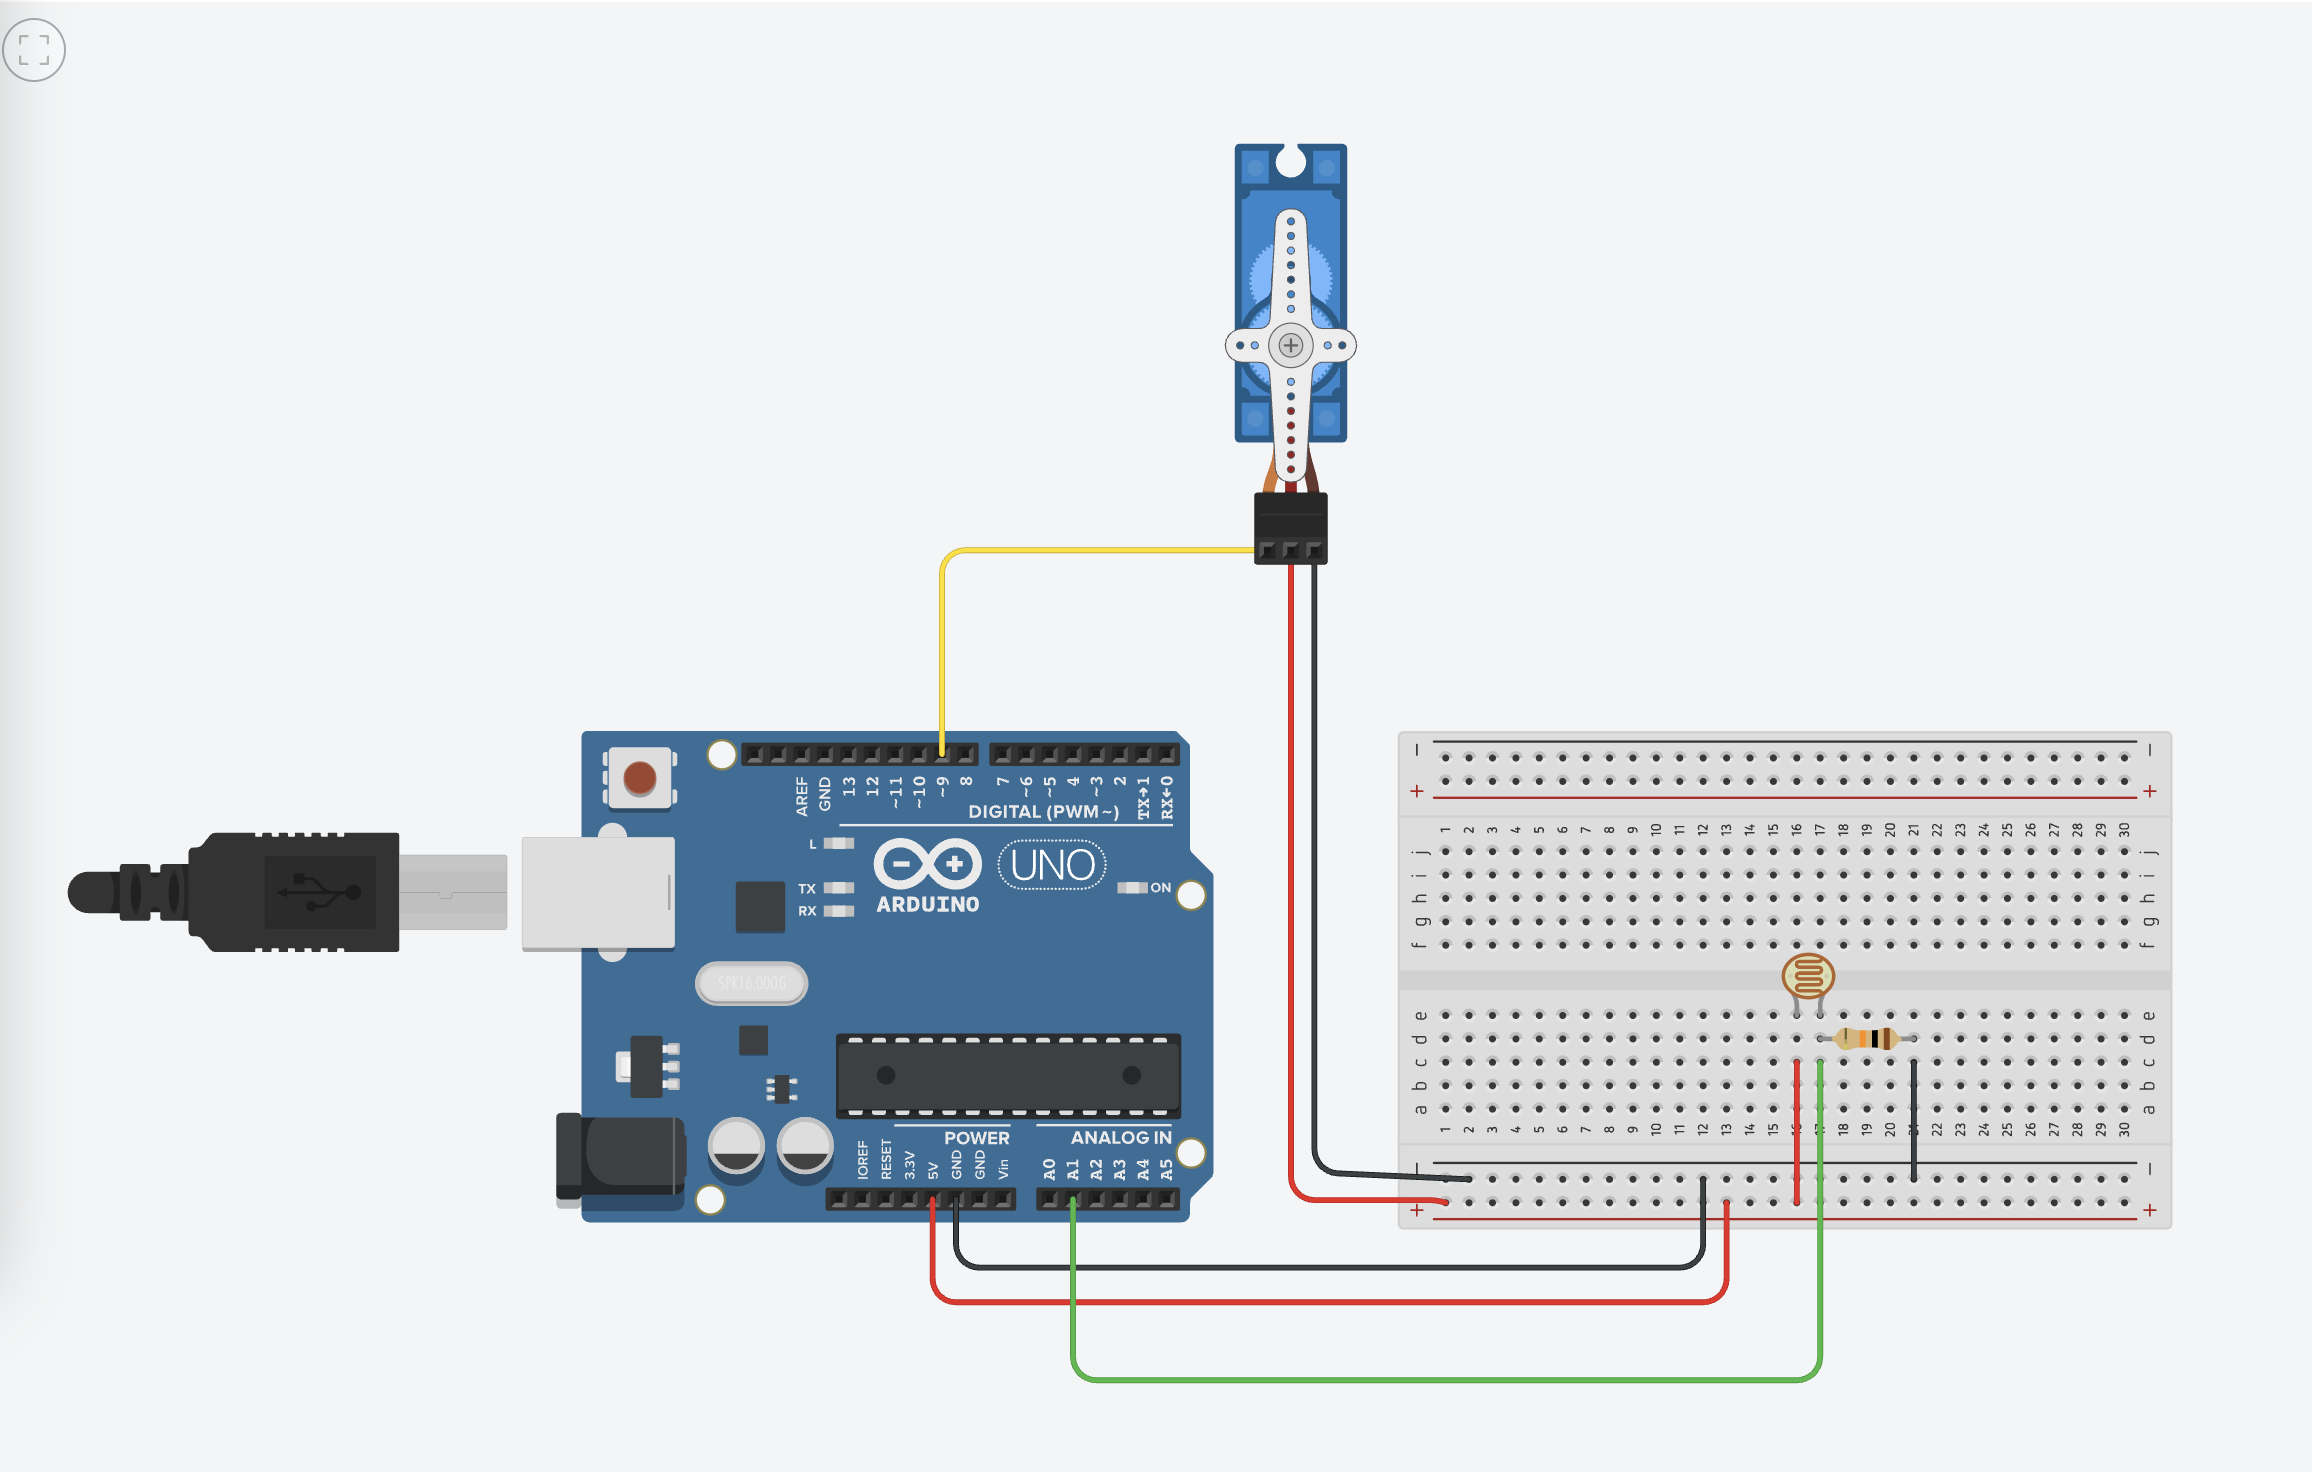 AREF
GND
13
12
~11
~10
~9
8
7
~6
~5
4
~3
2
TX→1
RX←0
DIGITAL (PWM~)
L
TX
RX
ARDUINO
UNO
ON
SPK16.000G
POWER
ANALOG IN
IOREF
RESET
3.3V
5V
GND
GND
Vin
A0
A1
A2
A3
A4
A5
− −
+ +
1 2 3 4 5 6 7 8 9 10 11 12 13 14 15 16 17 18 19 20 21 22 23 24 25 26 27 28 29 30
j j
i i
h h
g g
f f
e e
d d
c c
b b
a a
1 2 3 4 5 6 7 8 9 10 11 12 13 14 15 16 17 18 19 20 21 22 23 24 25 26 27 28 29 30
− −
+ +